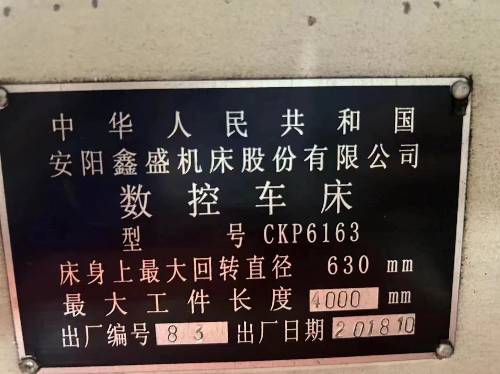 中华人民共和国
安阳鑫盛机床股份有限公司
数控车床
型号 CKP6163
床身上最大回转直径 630 mm
最大工件长度 4000 mm
出厂编号 83 出厂日期 201810